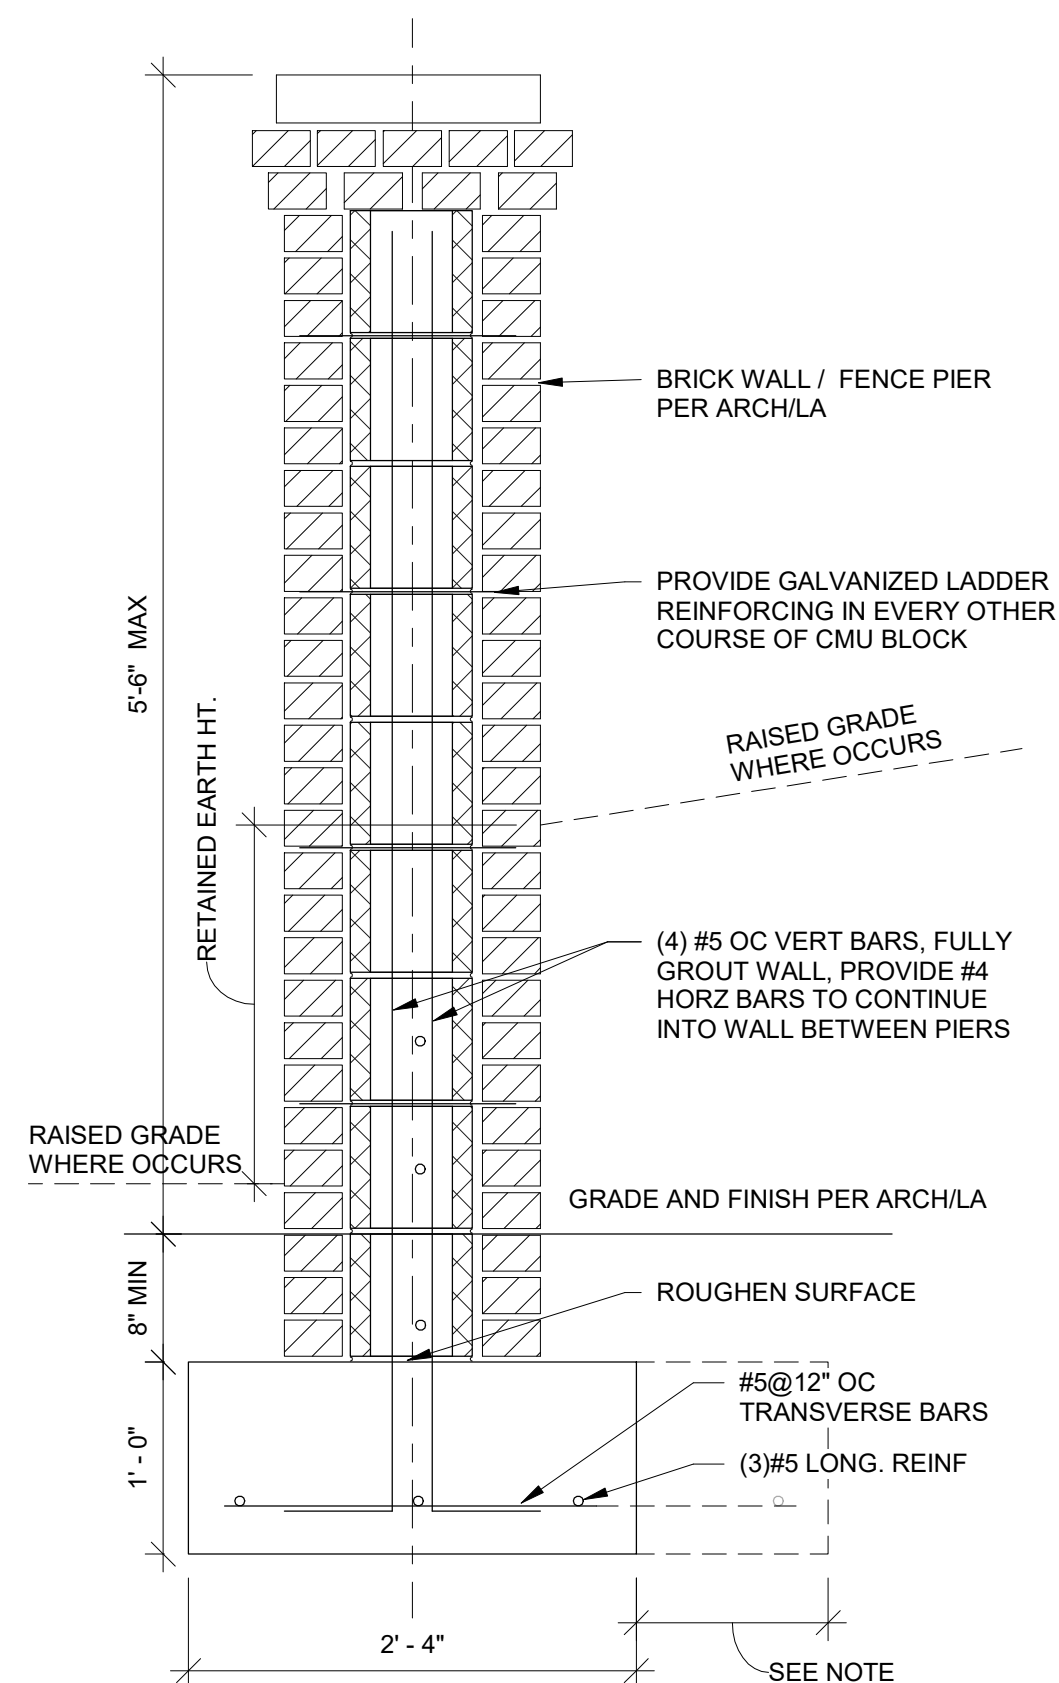 BRICK WALL / FENCE PIER
PER ARCH/LA
5'-6" MAX
PROVIDE GALVANIZED LADDER
REINFORCING IN EVERY OTHER
COURSE OF CMU BLOCK
RETAINED EARTH HT.
RAISED GRADE
WHERE OCCURS
(4) #5 OC VERT BARS, FULLY
GROUT WALL, PROVIDE #4
HORZ BARS TO CONTINUE
INTO WALL BETWEEN PIERS
RAISED GRADE
WHERE OCCURS
GRADE AND FINISH PER ARCH/LA
8" MIN
ROUGHEN SURFACE
#5@12" OC
TRANSVERSE BARS
1' - 0"
(3)#5 LONG. REINF
2' - 4"
SEE NOTE